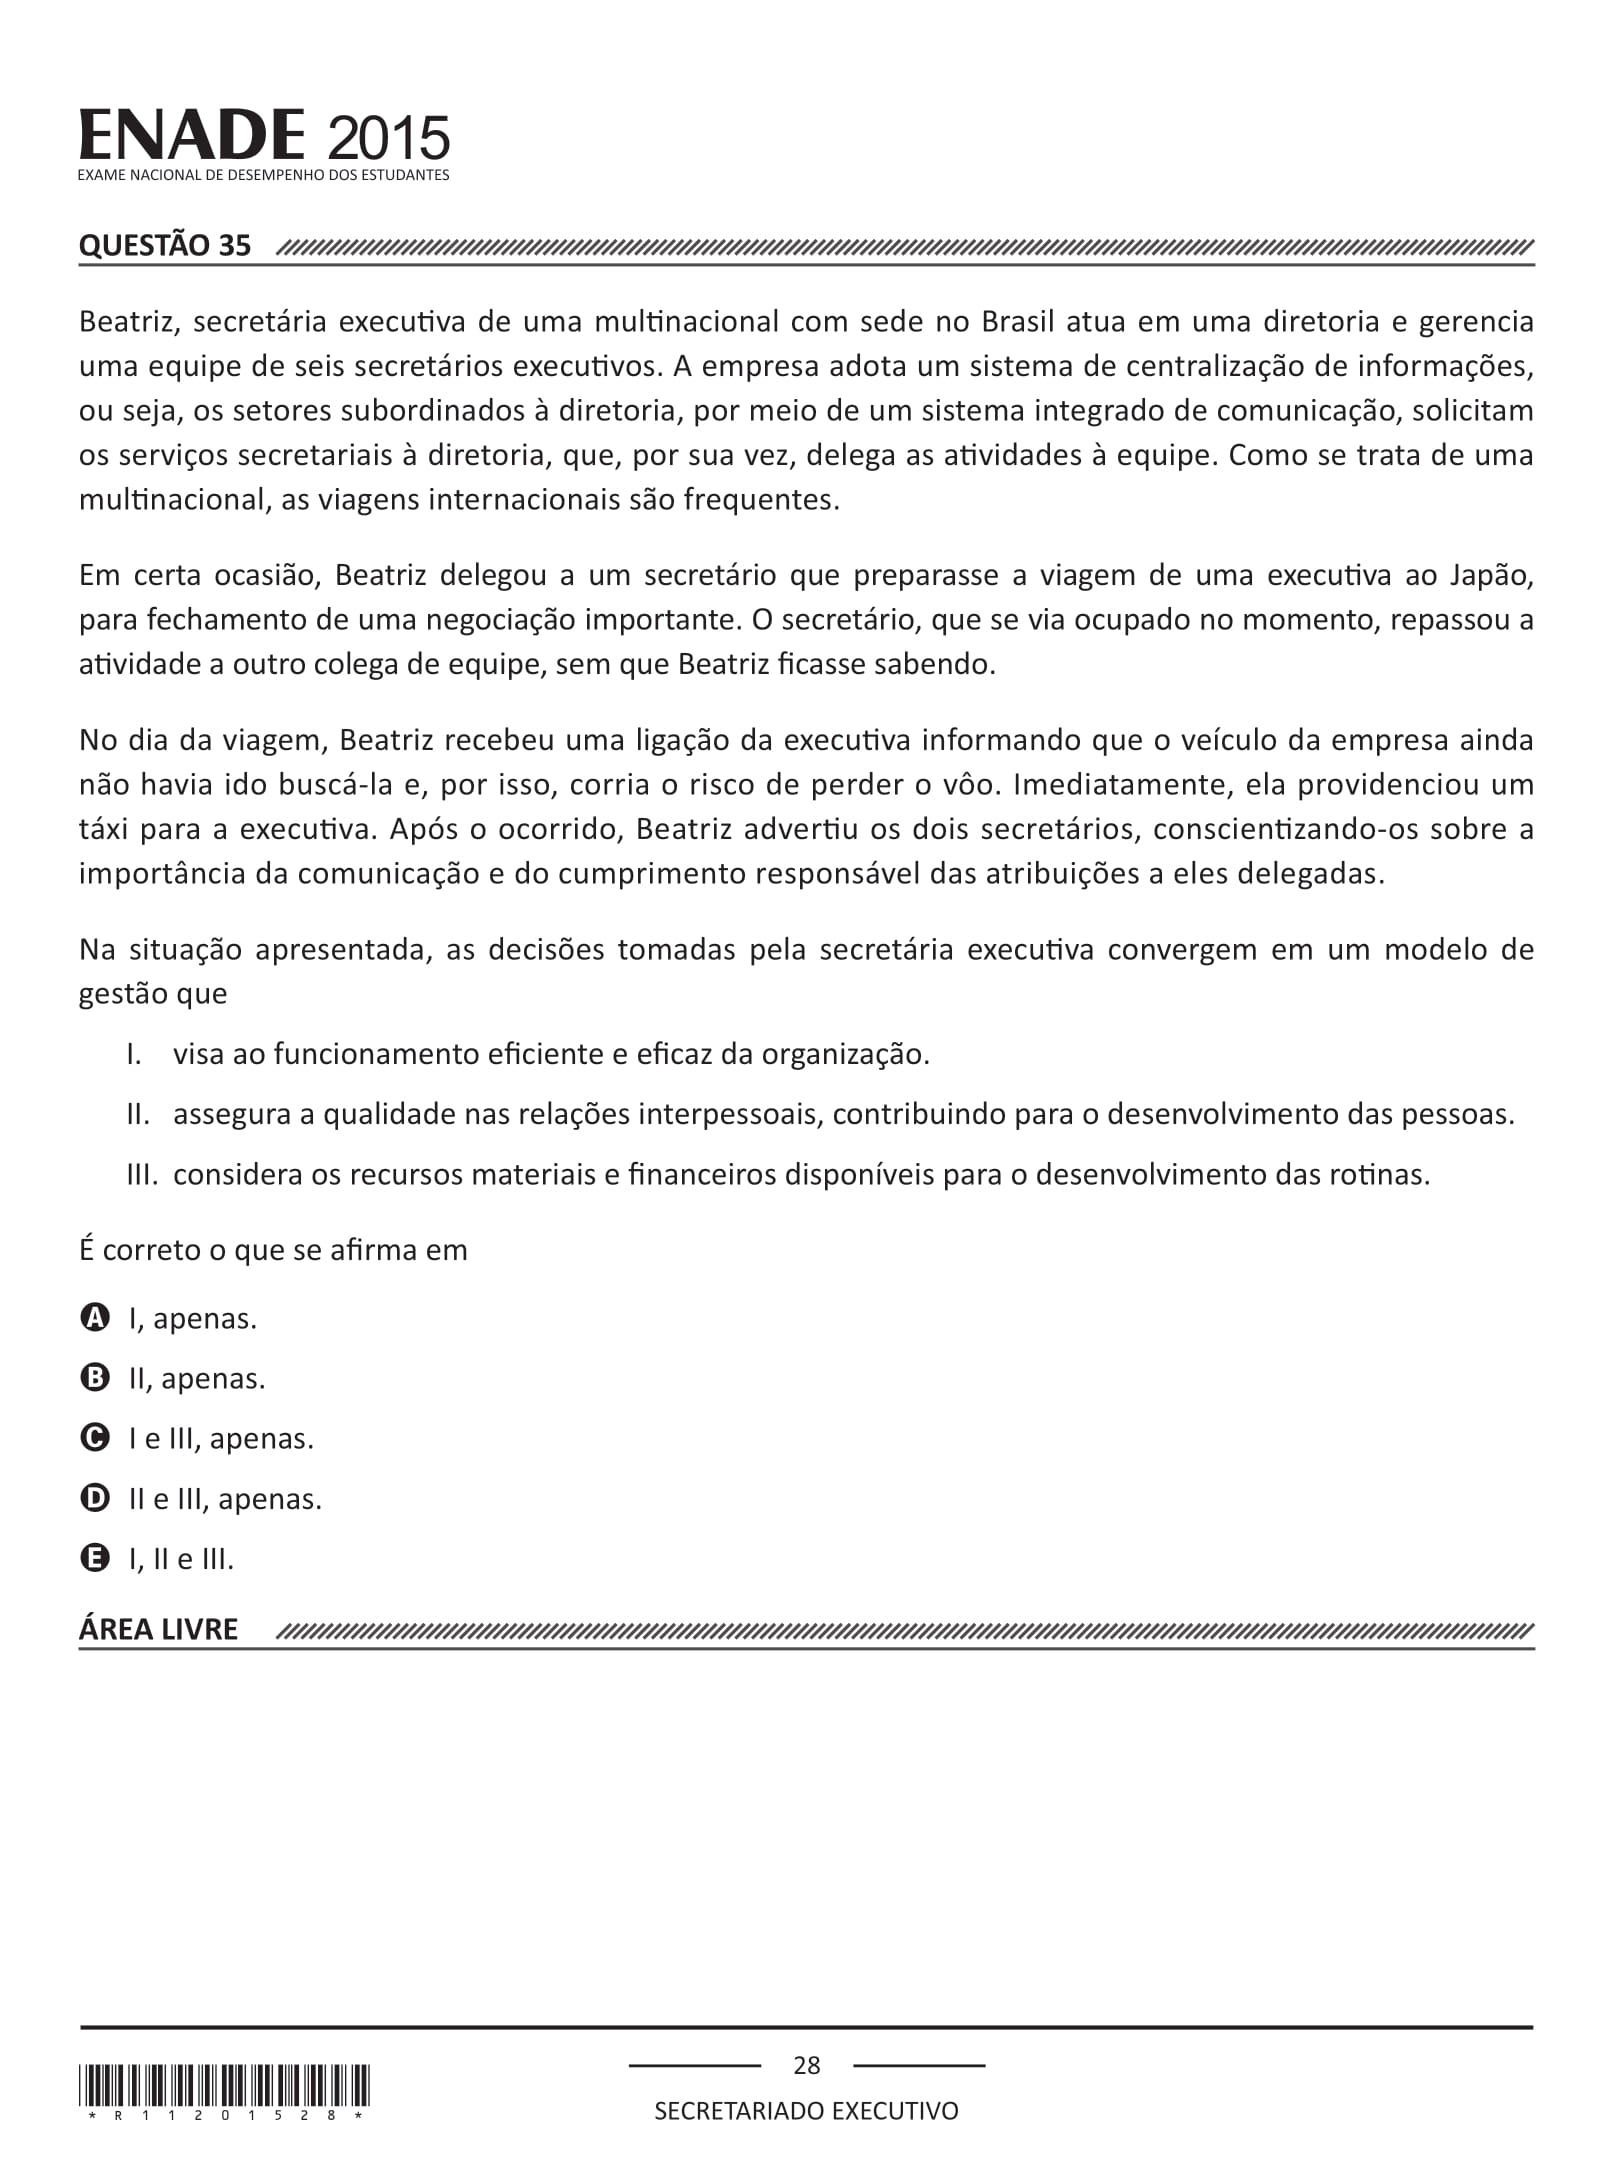 ENADE 2015
EXAME NACIONAL DE DESEMPENHO DOS ESTUDANTES
QUESTÃO 35
Beatriz, secretária executiva de uma multinacional com sede no Brasil atua em uma diretoria e gerencia
uma equipe de seis secretários executivos. A empresa adota um sistema de centralização de informações,
ou seja, os setores subordinados à diretoria, por meio de um sistema integrado de comunicação, solicitam
os serviços secretariais à diretoria, que, por sua vez, delega as atividades à equipe. Como se trata de uma
multinacional, as viagens internacionais são frequentes.
Em certa ocasião, Beatriz delegou a um secretário que preparasse a viagem de uma executiva ao Japão,
para fechamento de uma negociação importante. O secretário, que se via ocupado no momento, repassou a
atividade a outro colega de equipe, sem que Beatriz ficasse sabendo.
No dia da viagem, Beatriz recebeu uma ligação da executiva informando que o veículo da empresa ainda
não havia ido buscá-la e, por isso, corria o risco de perder o vôo. Imediatamente, ela providenciou um
táxi para a executiva. Após o ocorrido, Beatriz advertiu os dois secretários, conscientizando-os sobre a
importância da comunicação e do cumprimento responsável das atribuições a eles delegadas.
Na situação apresentada, as decisões tomadas pela secretária executiva convergem em um modelo de
gestão que
I. visa ao funcionamento eficiente e eficaz da organização.
II. assegura a qualidade nas relações interpessoais, contribuindo para o desenvolvimento das pessoas.
III. considera os recursos materiais e financeiros disponíveis para o desenvolvimento das rotinas.
É correto o que se afirma em
A I, apenas.
B II, apenas.
C I e III, apenas.
D II e III, apenas.
E I, II e III.
ÁREA LIVRE
28
SECRETARIADO EXECUTIVO
*R11201528*